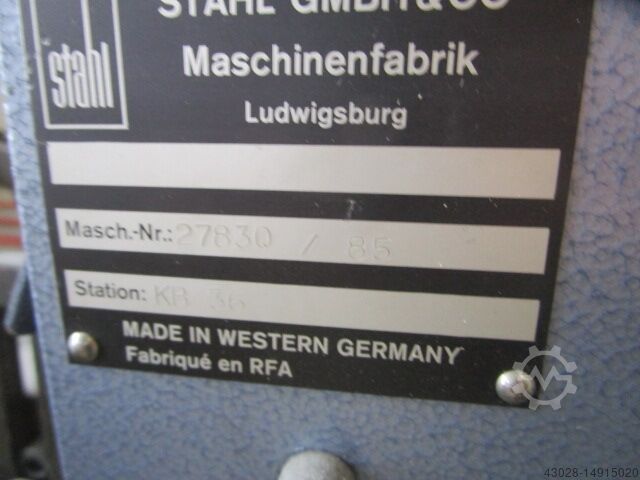 STAHL GMBH & CO
stahl
Maschinenfabrik
Ludwigsburg
Masch.-Nr.: 27830 / 85
Station: KB 36
MADE IN WESTERN GERMANY
Fabriqué en RFA
43028-14915020